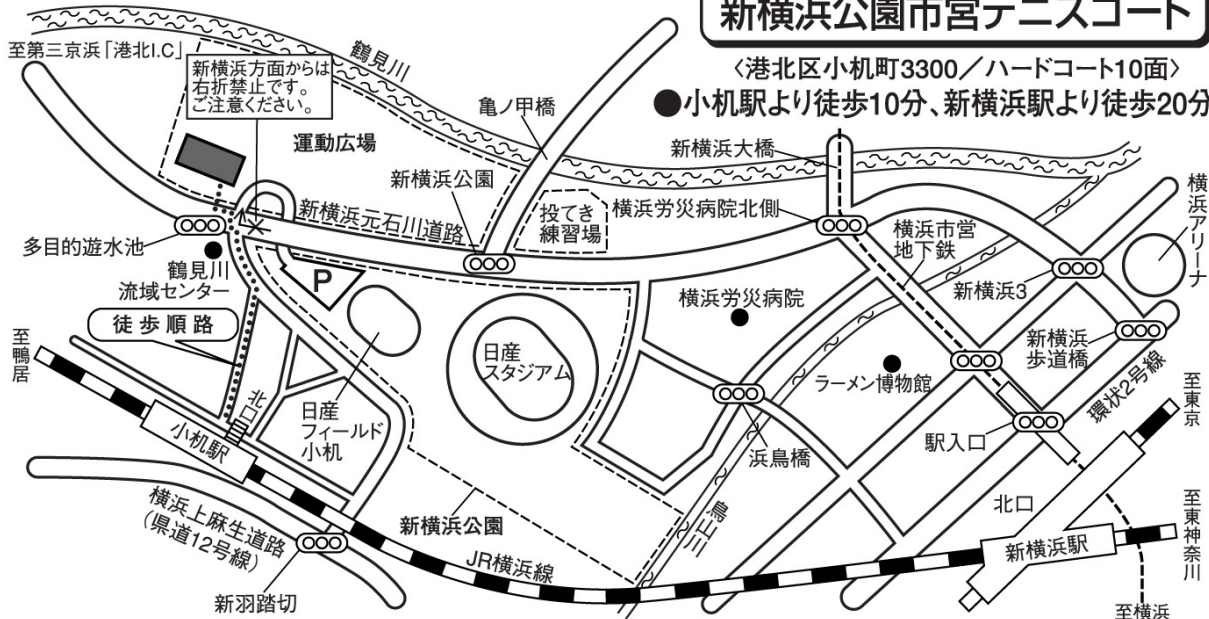 新横浜公園市営テニスコート
〈港北区小机町3300／ハードコート10面〉
●小机駅より徒歩10分、新横浜駅より徒歩20分
至第三京浜「港北I.C」
新横浜方面からは
右折禁止です。
ご注意ください。
鶴見川
亀ノ甲橋
運動広場
新横浜大橋
新横浜公園
投てき
練習場
横浜労災病院北側
新横浜元石川道路
横浜市営
地下鉄
横浜アリーナ
多目的遊水池
鶴見川
流域センター
P
横浜労災病院
新横浜3
徒歩順路
新横浜
歩道橋
至鴨居
日産
スタジアム
ラーメン博物館
環状2号線
至東京
北口
日産
フィールド
小机
小机駅
浜鳥橋
駅入口
横浜上麻生道路
(県道12号線)
新横浜公園
鳥山川
北口
至東神奈川
JR横浜線
新横浜駅
新羽踏切
至横浜